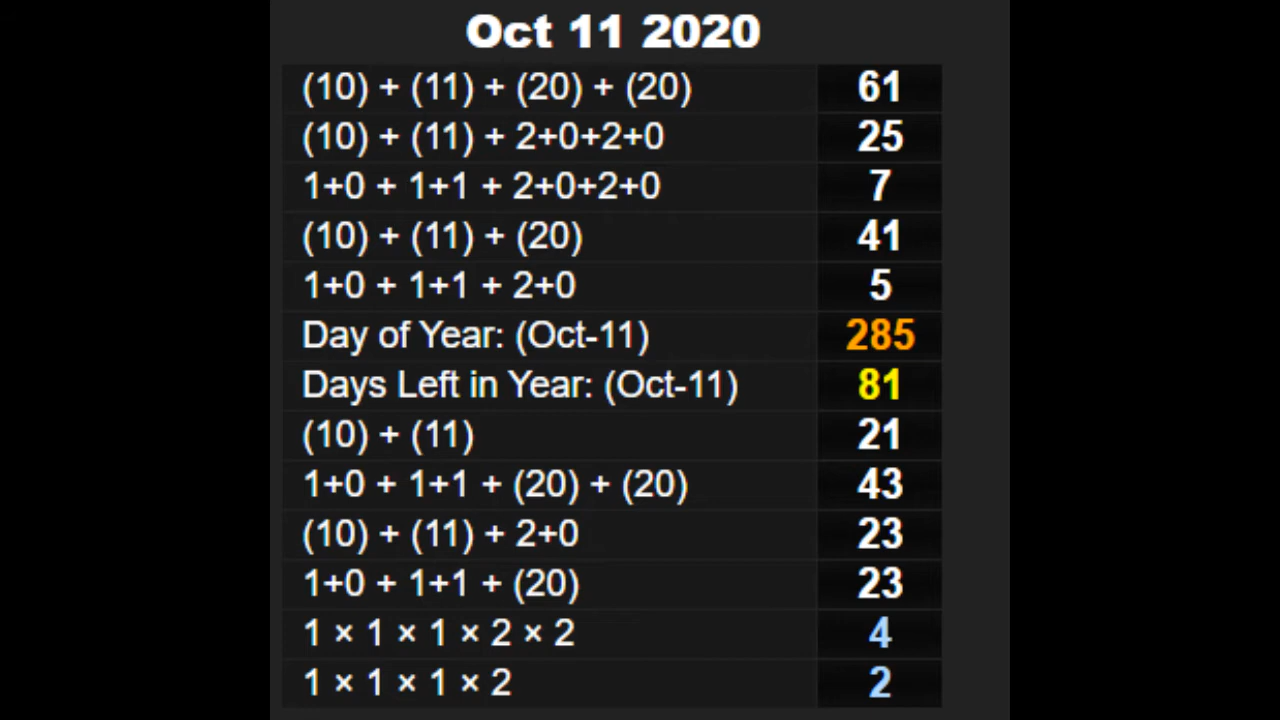 Oct 11 2020
(10) + (11) + (20) + (20) 61
(10) + (11) + 2+0+2+0 25
1+0 + 1+1 + 2+0+2+0 7
(10) + (11) + (20) 41
1+0 + 1+1 + 2+0 5
Day of Year: (Oct-11) 285
Days Left in Year: (Oct-11) 81
(10) + (11) 21
1+0 + 1+1 + (20) + (20) 43
(10) + (11) + 2+0 23
1+0 + 1+1 + (20) 23
1 × 1 × 1 × 2 × 2 4
1 × 1 × 1 × 2 2